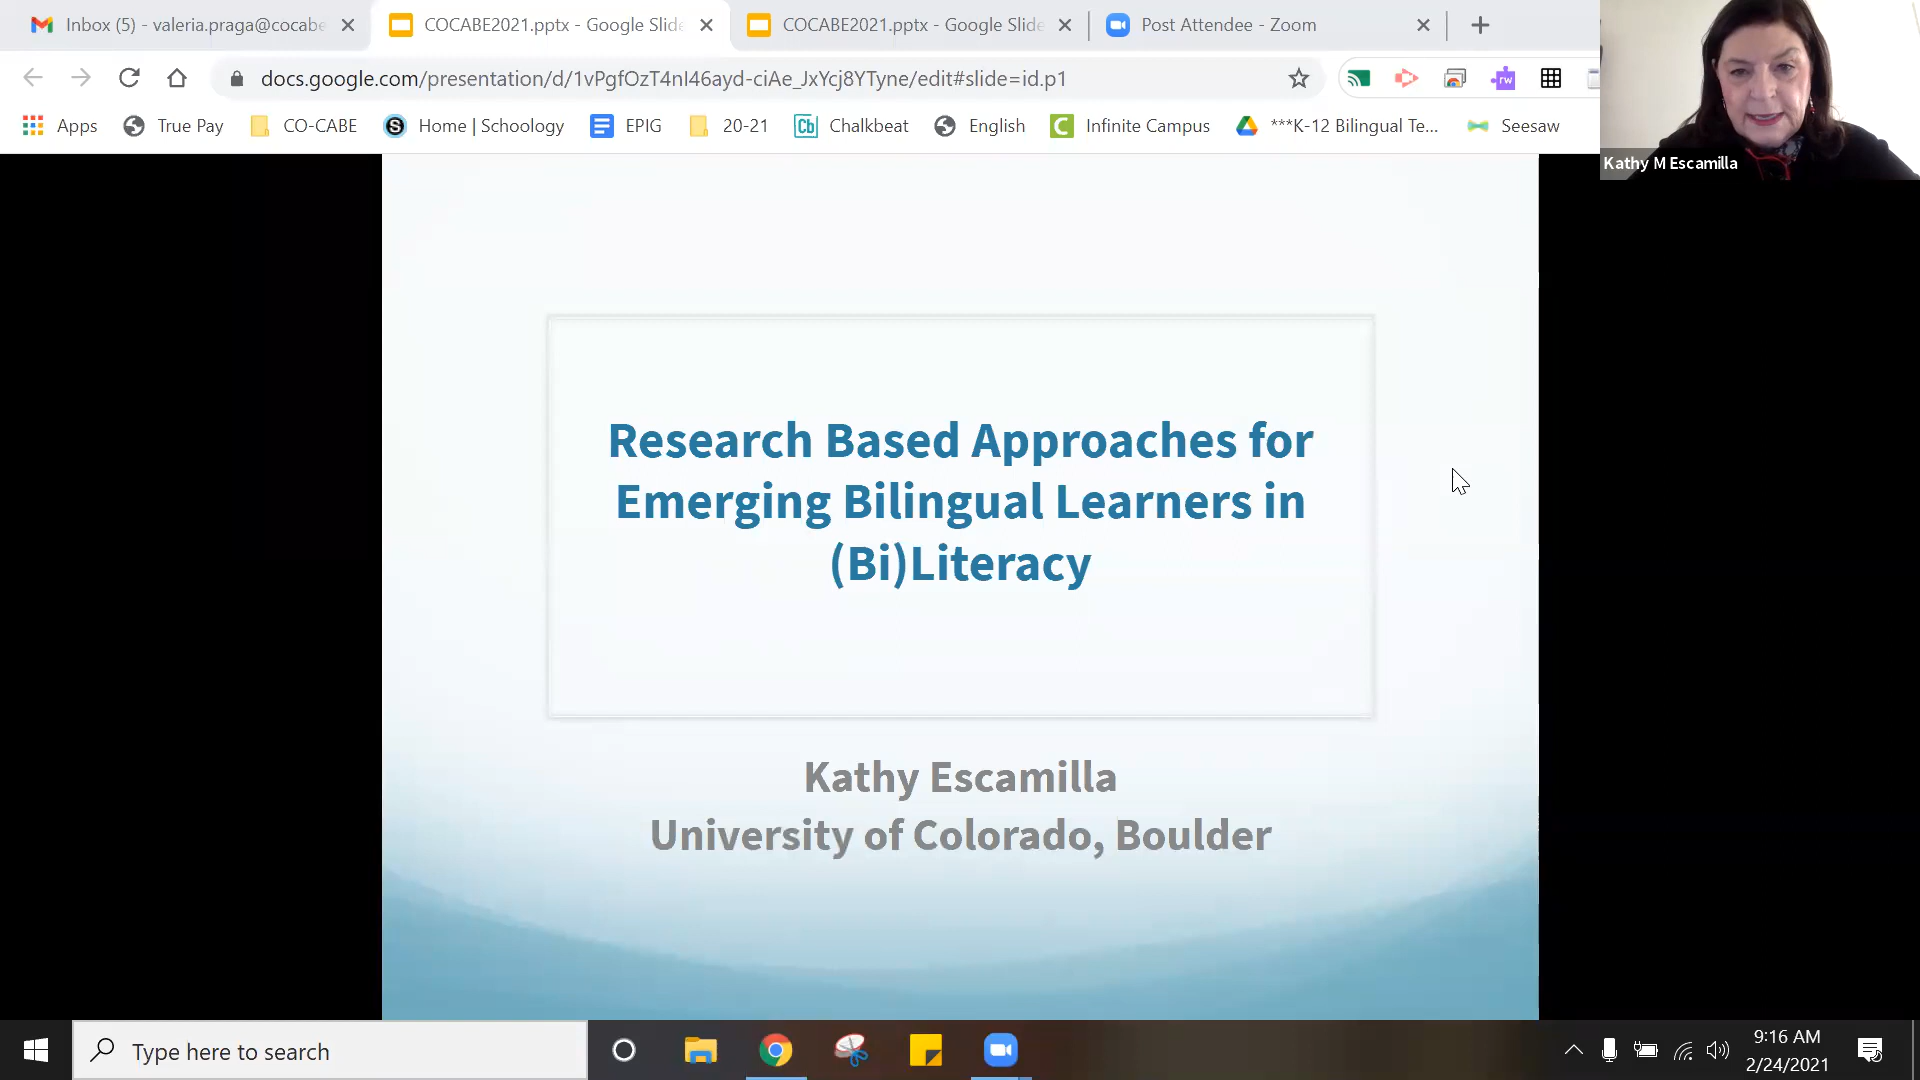 Inbox (5) - valeria.praga@cocabe
COCABE2021.pptx - Google Slide
COCABE2021.pptx - Google Slide
Post Attendee - Zoom
docs.google.com/presentation/d/1vPgfOzT4nI46ayd-ciAe_JxYcj8YTyne/edit#slide=id.p1
rw
Apps
True Pay
CO-CABE
S
Home | Schoology
EPIG
20-21
Cb
Chalkbeat
English
C
Infinite Campus
***K-12 Bilingual Te...
Seesaw
Kathy M Escamilla
Research Based Approaches for
Emerging Bilingual Learners in
(Bi)Literacy
Kathy Escamilla
University of Colorado, Boulder
Type here to search
9:16 AM
2/24/2021